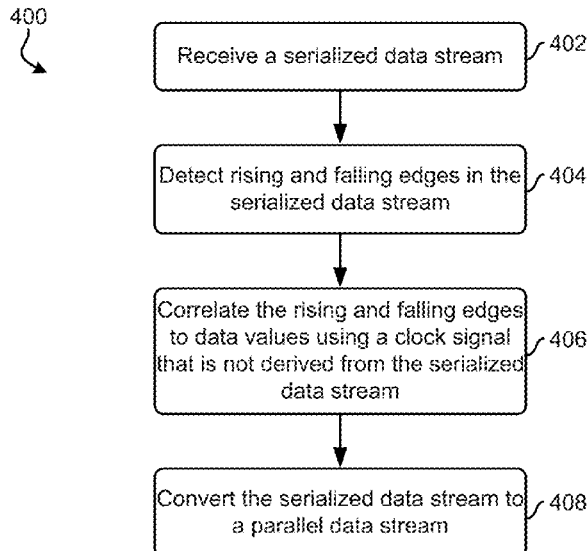 400
Receive a serialized data stream
402
Detect rising and falling edges in the
serialized data stream
404
Correlate the rising and falling edges
to data values using a clock signal
that is not derived from the serialized
data stream
406
Convert the serialized data stream to
a parallel data stream
408